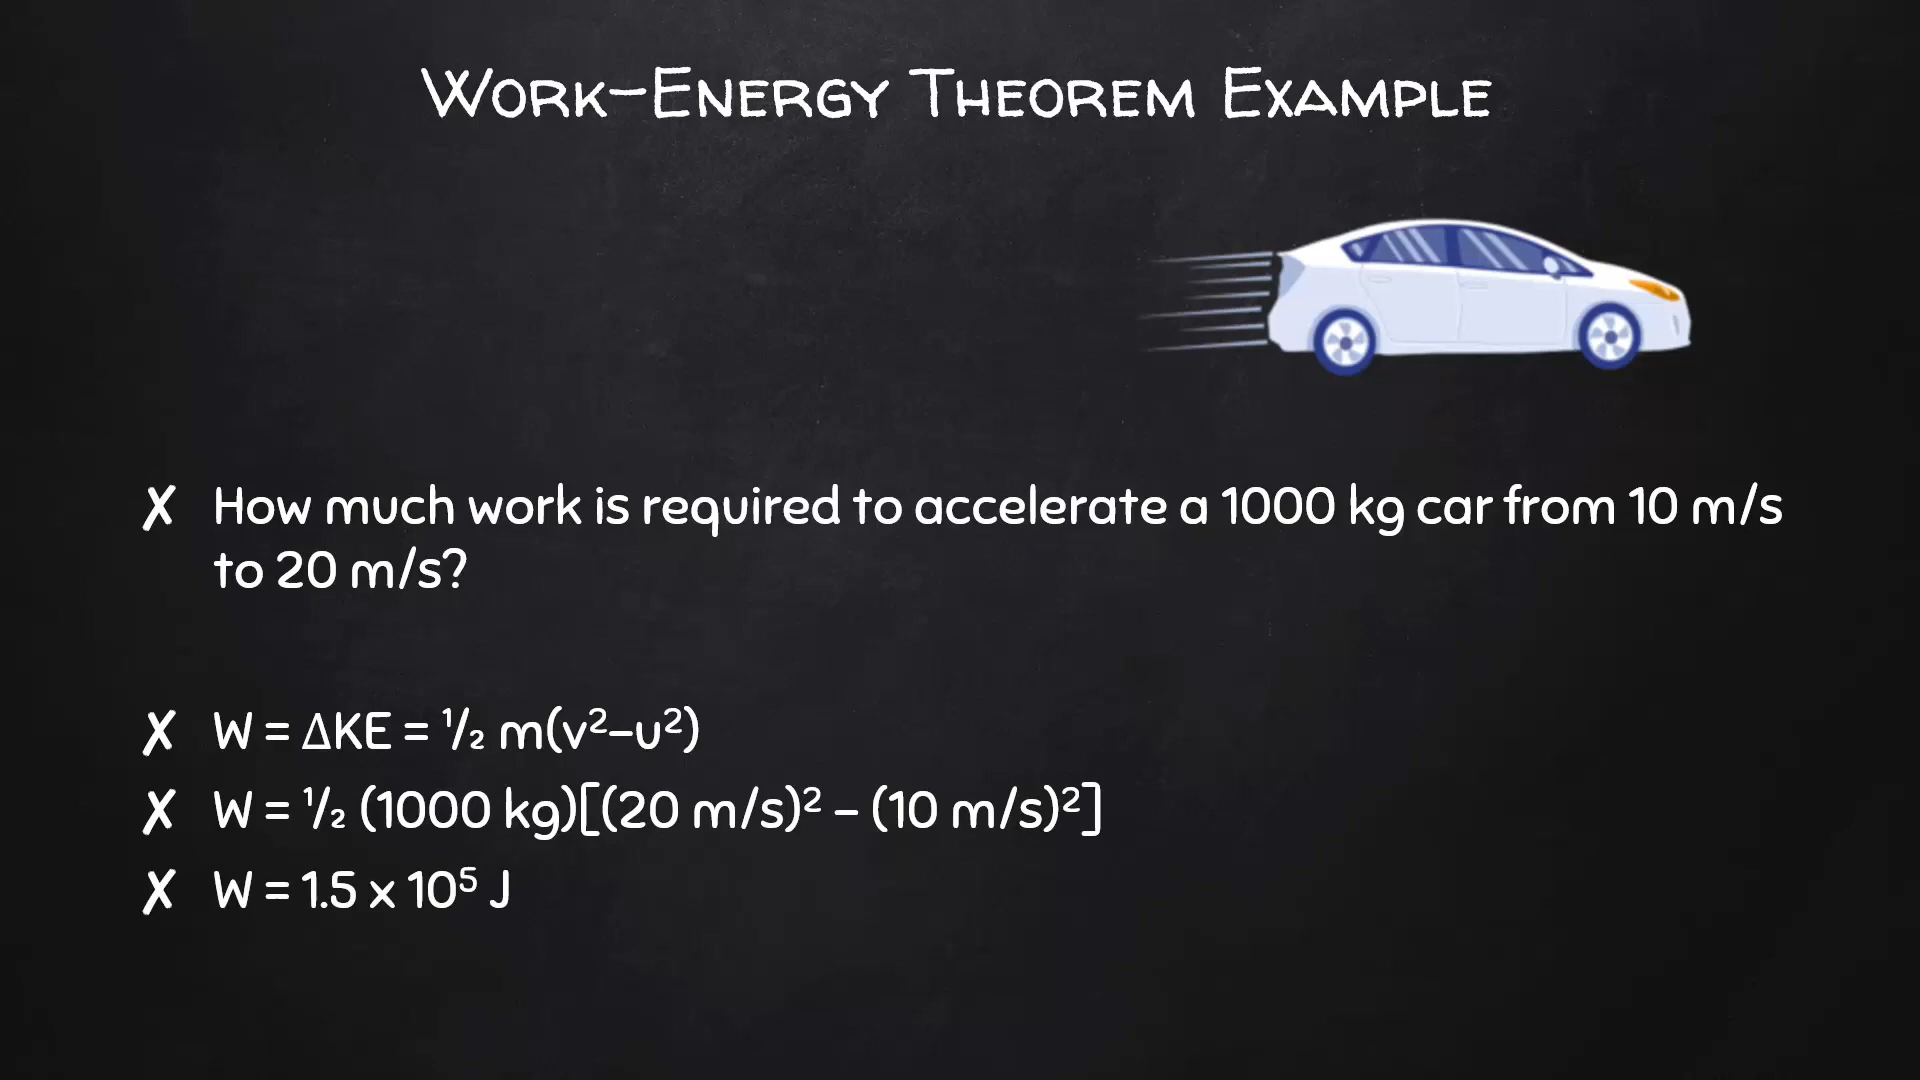 Work-Energy Theorem Example
✗ How much work is required to accelerate a 1000 kg car from 10 m/s
to 20 m/s?
✗ W = ΔKE = ½ m(v²-u²)
✗ W = ½ (1000 kg)[(20 m/s)² - (10 m/s)²]
✗ W = 1.5 x 10⁵ J